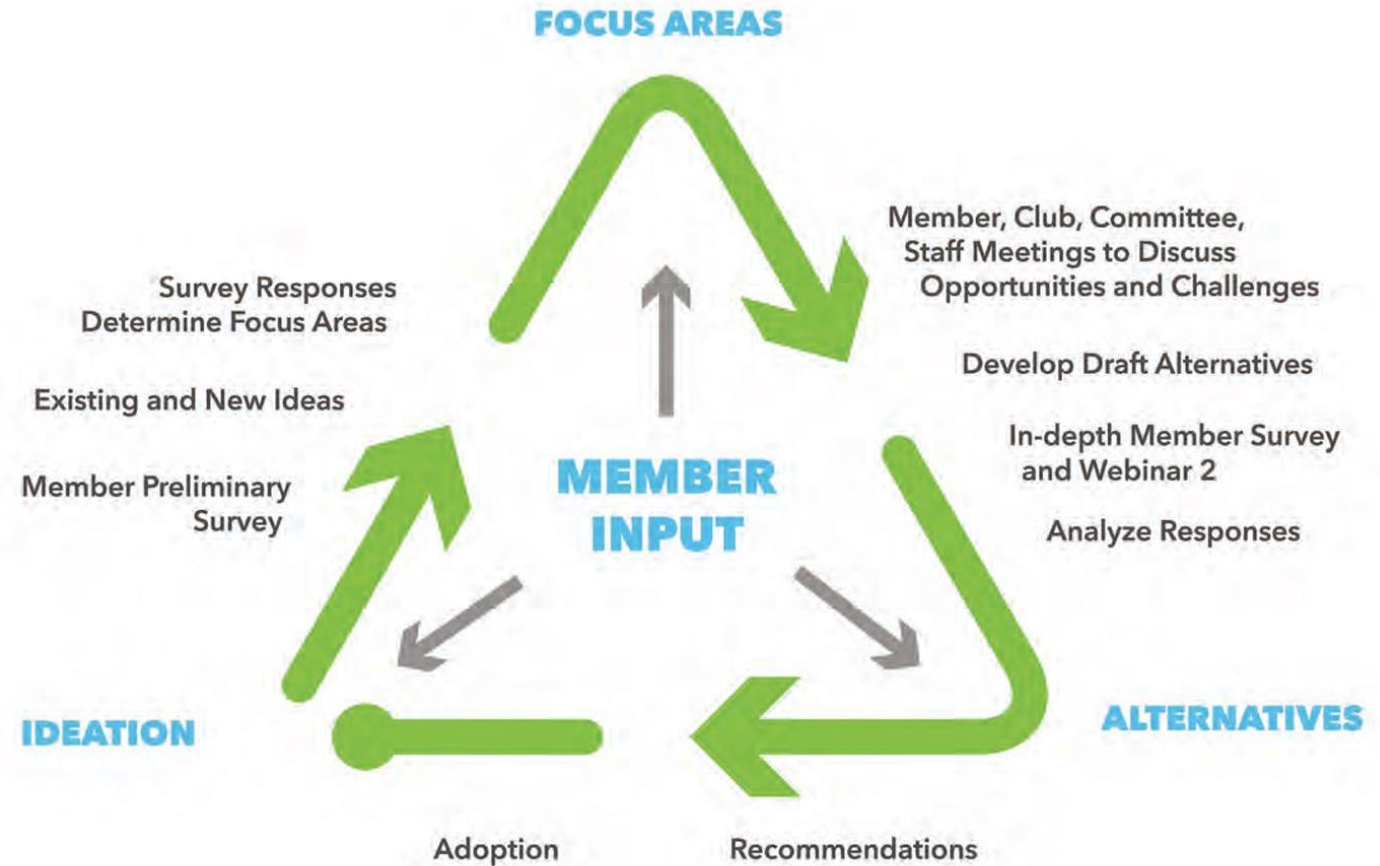 FOCUS AREAS
Survey Responses
Determine Focus Areas
Existing and New Ideas
Member Preliminary
Survey
Member, Club, Committee,
Staff Meetings to Discuss
Opportunities and Challenges
Develop Draft Alternatives
In-depth Member Survey
and Webinar 2
Analyze Responses
MEMBER
INPUT
IDEATION
ALTERNATIVES
Adoption
Recommendations